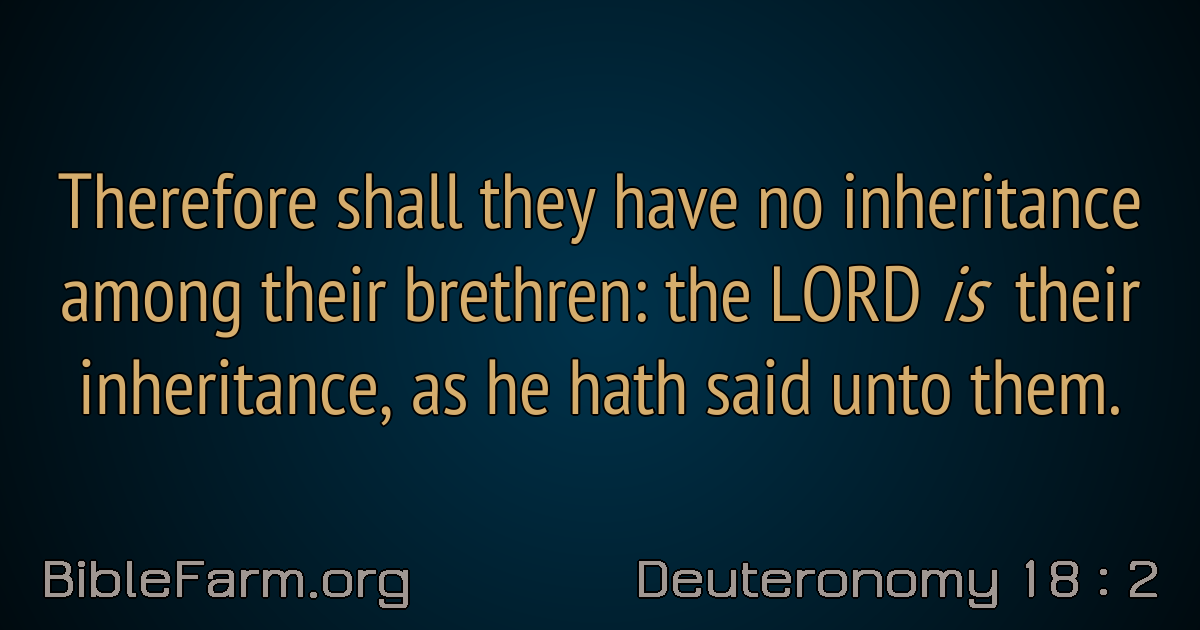 Therefore shall they have no inheritance
among their brethren: the LORD is their
inheritance, as he hath said unto them.
BibleFarm.org
Deuteronomy 18 : 2